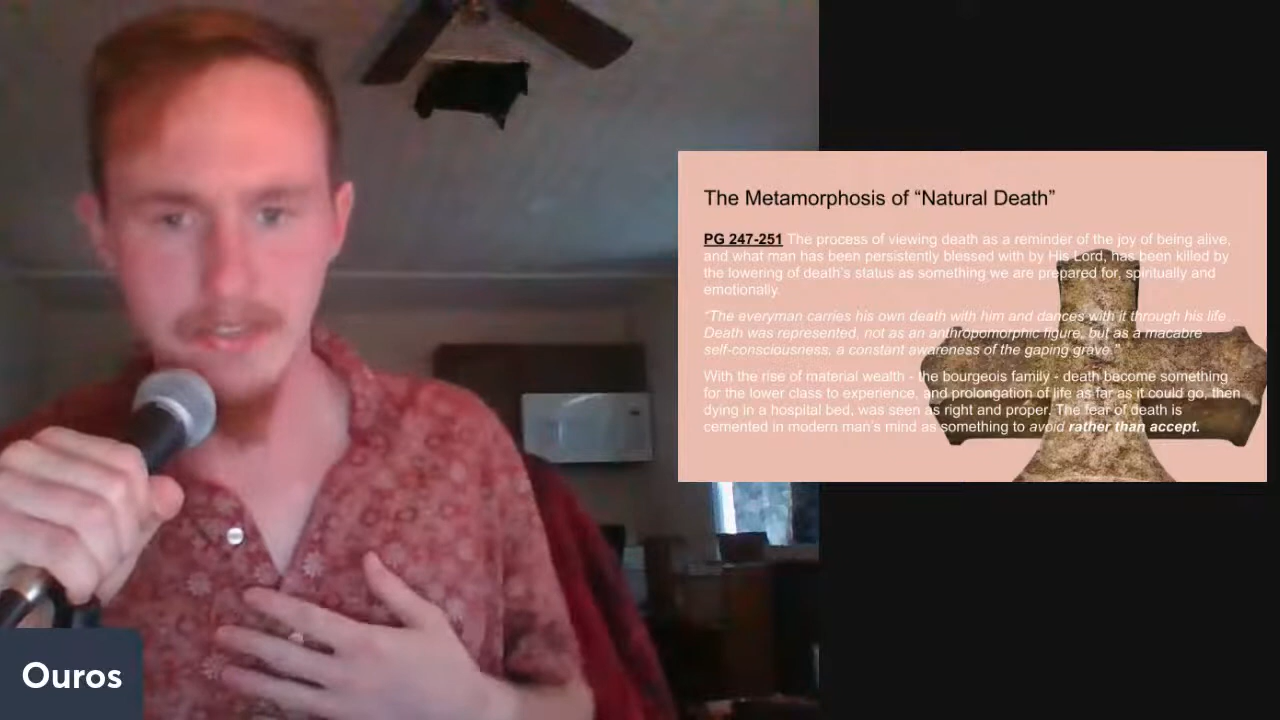 The Metamorphosis of “Natural Death”
PG 247-251 The process of viewing death as a reminder of the joy of being alive,
and what man has been persistently blessed with by His Lord, has been killed by
the lowering of death’s status as something we are prepared for, spiritually and
emotionally.
“The everyman carries his own death with him and dances with it through his life.
Death was represented, not as an anthropomorphic figure, but as a macabre
self-consciousness, a constant awareness of the gaping grave.”
With the rise of material wealth - the bourgeois family - death become something
for the lower class to experience, and prolongation of life as far as it could go, then
dying in a hospital bed, was seen as right and proper. The fear of death is
cemented in modern man’s mind as something to avoid rather than accept.
Ouros